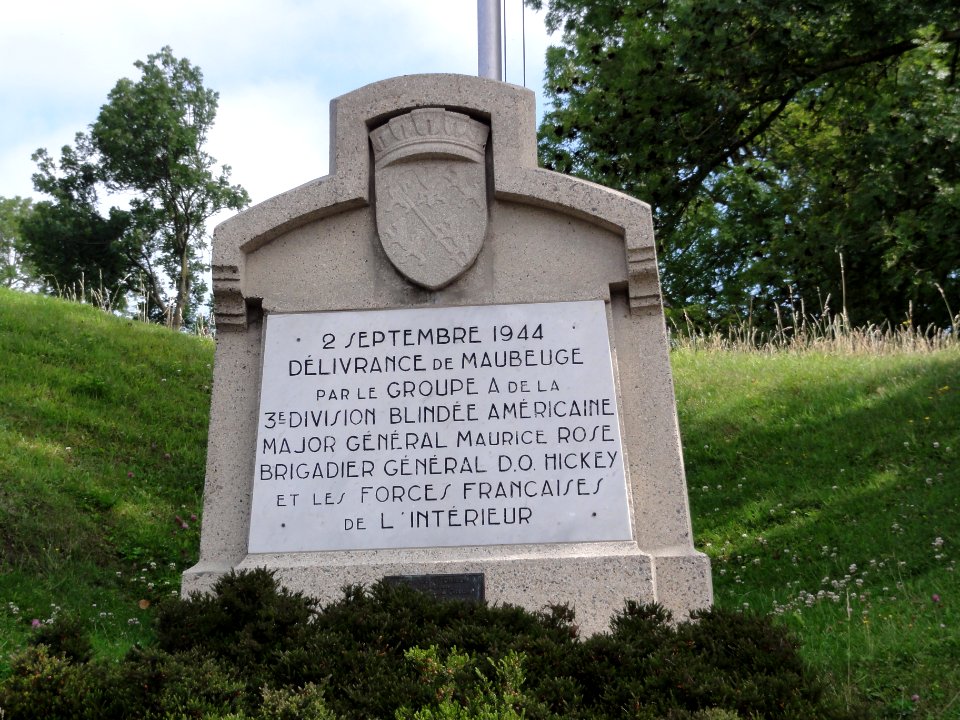 2 SEPTEMBRE 1944
DÉLIVRANCE DE MAUBEUGE
PAR LE GROUPE A DE LA
3E DIVISION BLINDÉE AMÉRICAINE
MAJOR GÉNÉRAL MAURICE ROSE
BRIGADIER GÉNÉRAL D.O. HICKEY
ET LES FORCES FRANÇAISES
DE L'INTÉRIEUR